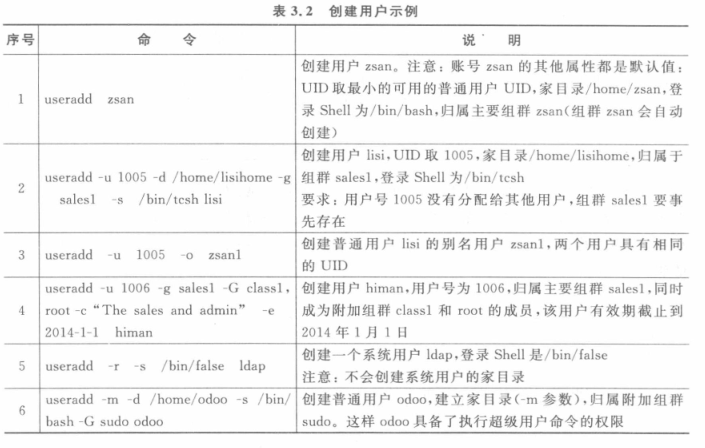 表 3.2 创建用户示例
序号 命 令 说 明
1 useradd zsan
创建用户 zsan。注意：账号 zsan 的其他属性都是默认值：
UID 取最小的可用的普通用户 UID,家目录/home/zsan,登
录 Shell 为/bin/bash,归属主要组群 zsan(组群 zsan 会自动
创建)
2 useradd -u 1005 -d /home/lisihome -g
sales1 -s /bin/tcsh lisi
创建用户 lisi,UID 取 1005,家目录/home/lisihome,归属于
组群 sales1,登录 Shell 为/bin/tcsh
要求：用户号 1005 没有分配给其他用户,组群 sales1 要事
先存在
3 useradd -u 1005 -o zsan1
创建普通用户 lisi 的别名用户 zsan1,两个用户具有相同
的 UID
4 useradd -u 1006 -g sales1 -G class1,
root -c “The sales and admin” -e
2014-1-1 himan
创建用户 himan,用户号为 1006,归属主要组群 sales1,同时
成为附加组群 class1 和 root 的成员,该用户有效期截止到
2014 年 1 月 1 日
5 useradd -r -s /bin/false ldap
创建一个系统用户 ldap,登录 Shell 是/bin/false
注意：不会创建系统用户的家目录
6 useradd -m -d /home/odoo -s /bin/
bash -G sudo odoo
创建普通用户 odoo,建立家目录(-m 参数),归属附加组群
sudo。这样 odoo 具备了执行超级用户命令的权限